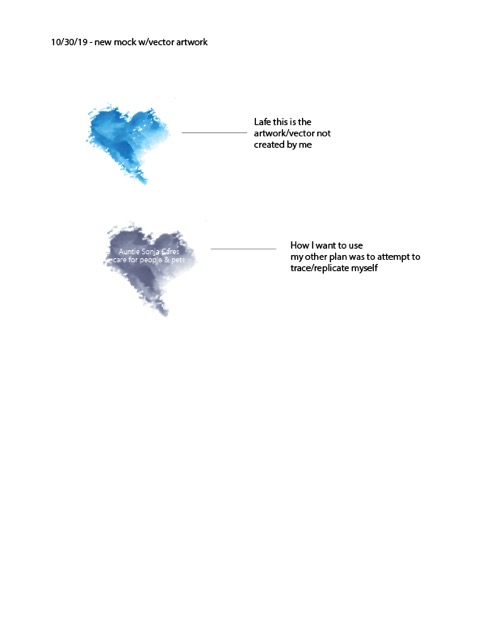 10/30/19 - new mock w/vector artwork
Lafe this is the
artwork/vector not
created by me
Auntie Sonja Cares
care for people & pets
How I want to use
my other plan was to attempt to
trace/replicate myself